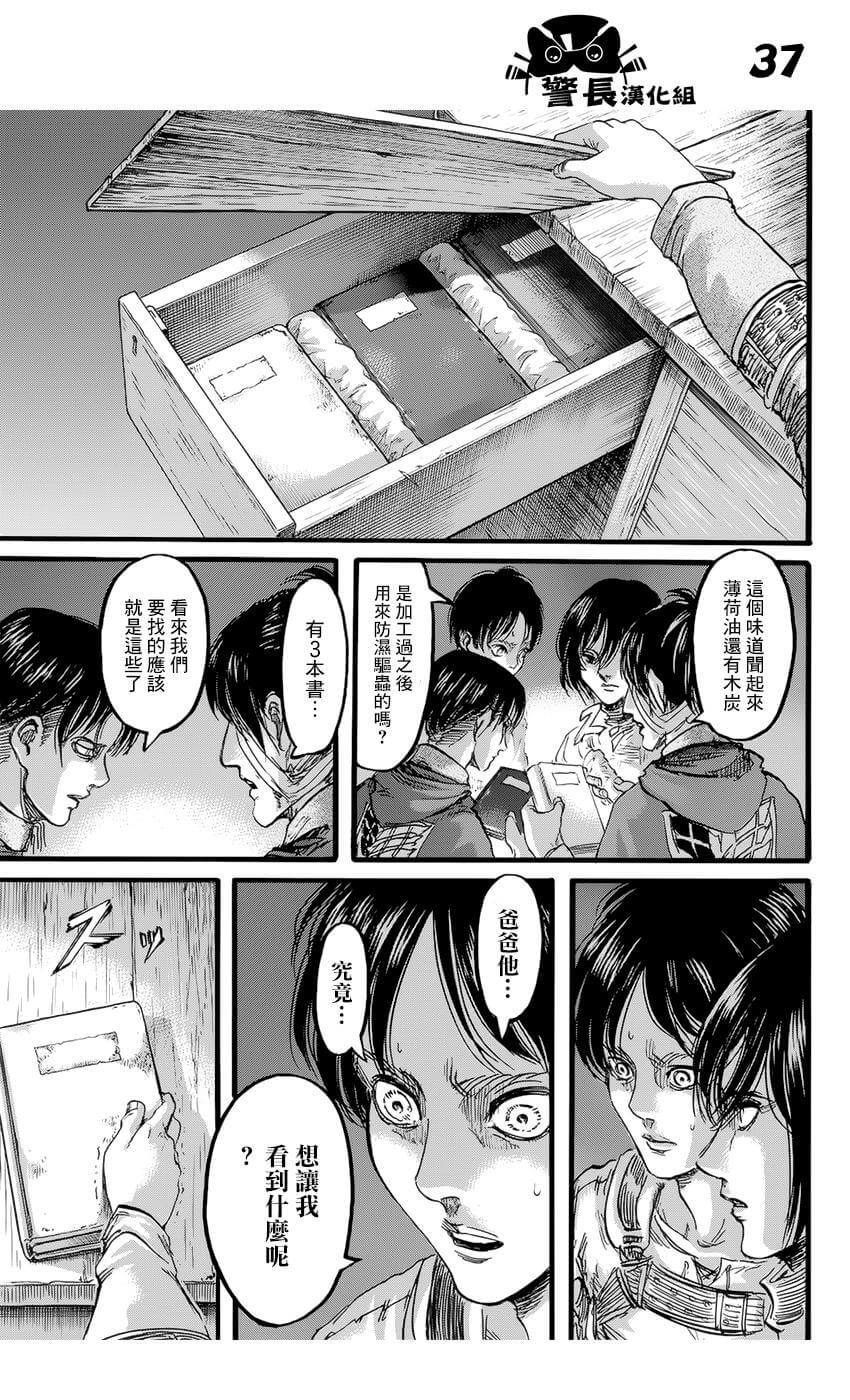 警長漢化組
37
這個味道聞起來
薄荷油還有木炭
是加工過之後
用來防濕驅蟲的嗎？
有3本書…
看來我們
要找的應該
就是這些了
爸爸他…
究竟…
想讓我
看到什麼呢
？